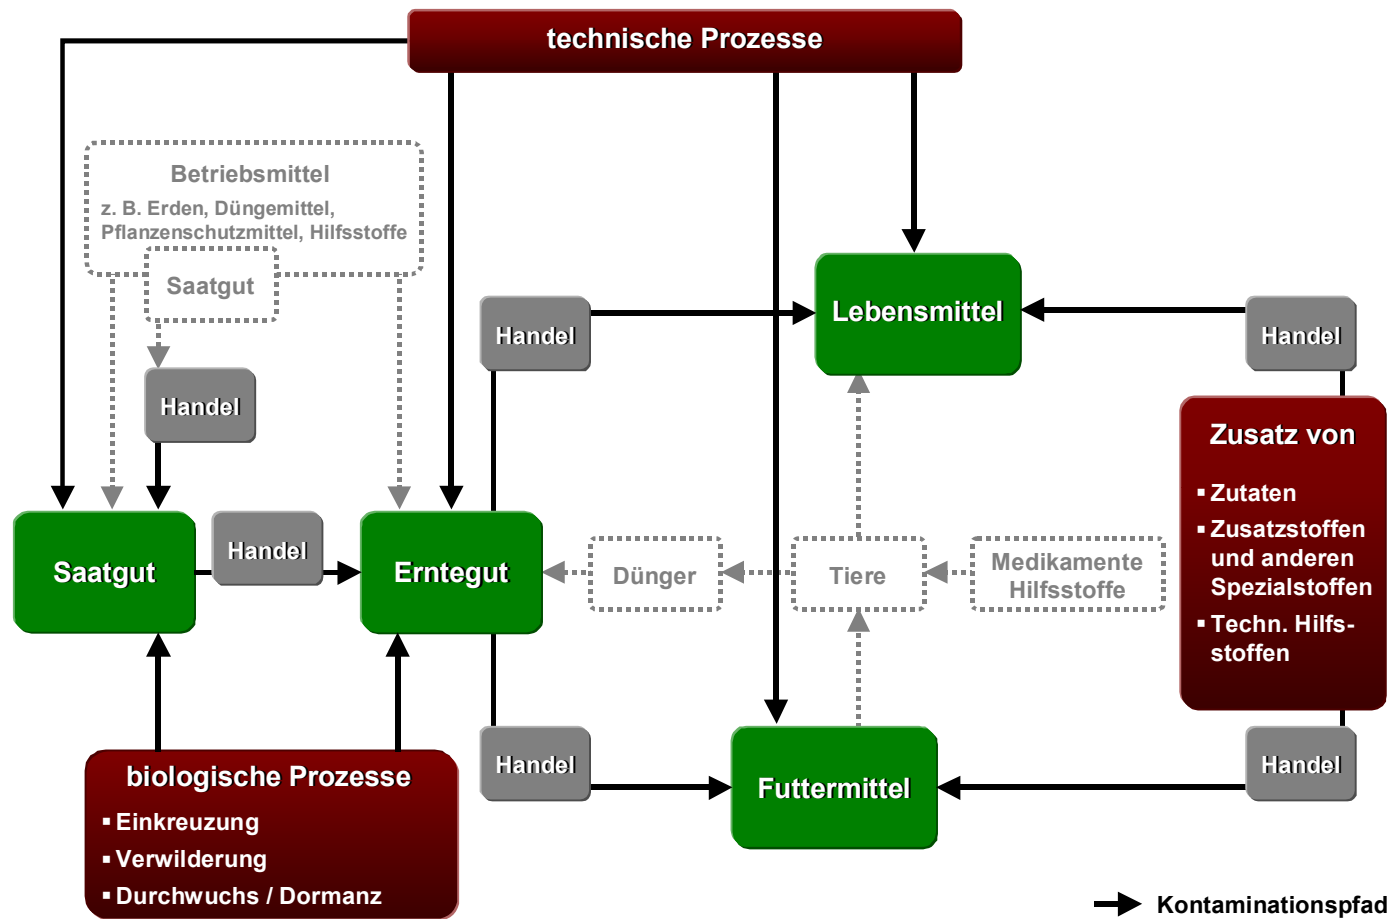 technische Prozesse
Betriebsmittel
z. B. Erden, Düngemittel,
Pflanzenschutzmittel, Hilfsstoffe
Saatgut
Handel
Handel
Lebensmittel
Handel
Zusatz von
▪ Zutaten
▪ Zusatzstoffen
und anderen
Spezialstoffen
▪ Techn. Hilfs-
stoffen
Saatgut
Handel
Erntegut
Dünger
Tiere
Medikamente
Hilfsstoffe
biologische Prozesse
▪ Einkreuzung
▪ Verwilderung
▪ Durchwuchs / Dormanz
Handel
Futtermittel
Handel
Kontaminationspfad